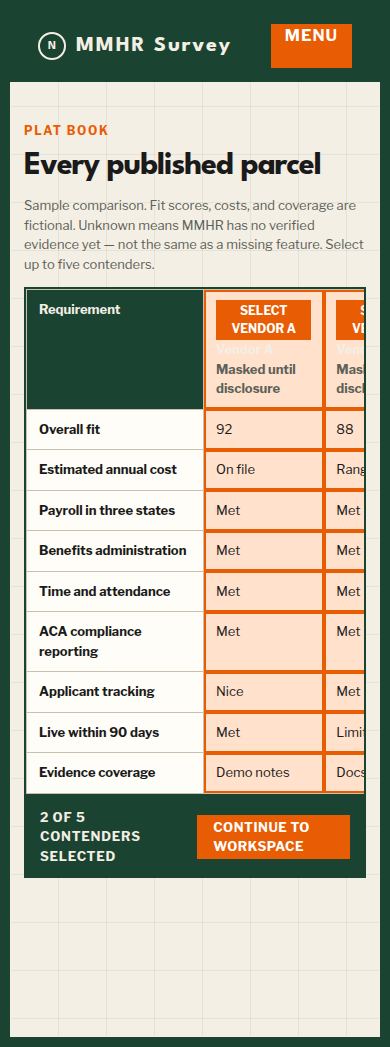 N MMHR Survey
MENU
PLAT BOOK
Every published parcel
Sample comparison. Fit scores, costs, and coverage are
fictional. Unknown means MMHR has no verified
evidence yet — not the same as a missing feature. Select
up to five contenders.
Requirement
SELECT
VENDOR A
Vendor A
Masked until
disclosure
Overall fit 92 88
Estimated annual cost On file
Payroll in three states Met Met
Benefits administration Met Met
Time and attendance Met Met
ACA compliance
reporting
Met Met
Applicant tracking Nice Met
Live within 90 days Met
Evidence coverage Demo notes Docs
2 OF 5
CONTENDERS
SELECTED
CONTINUE TO
WORKSPACE